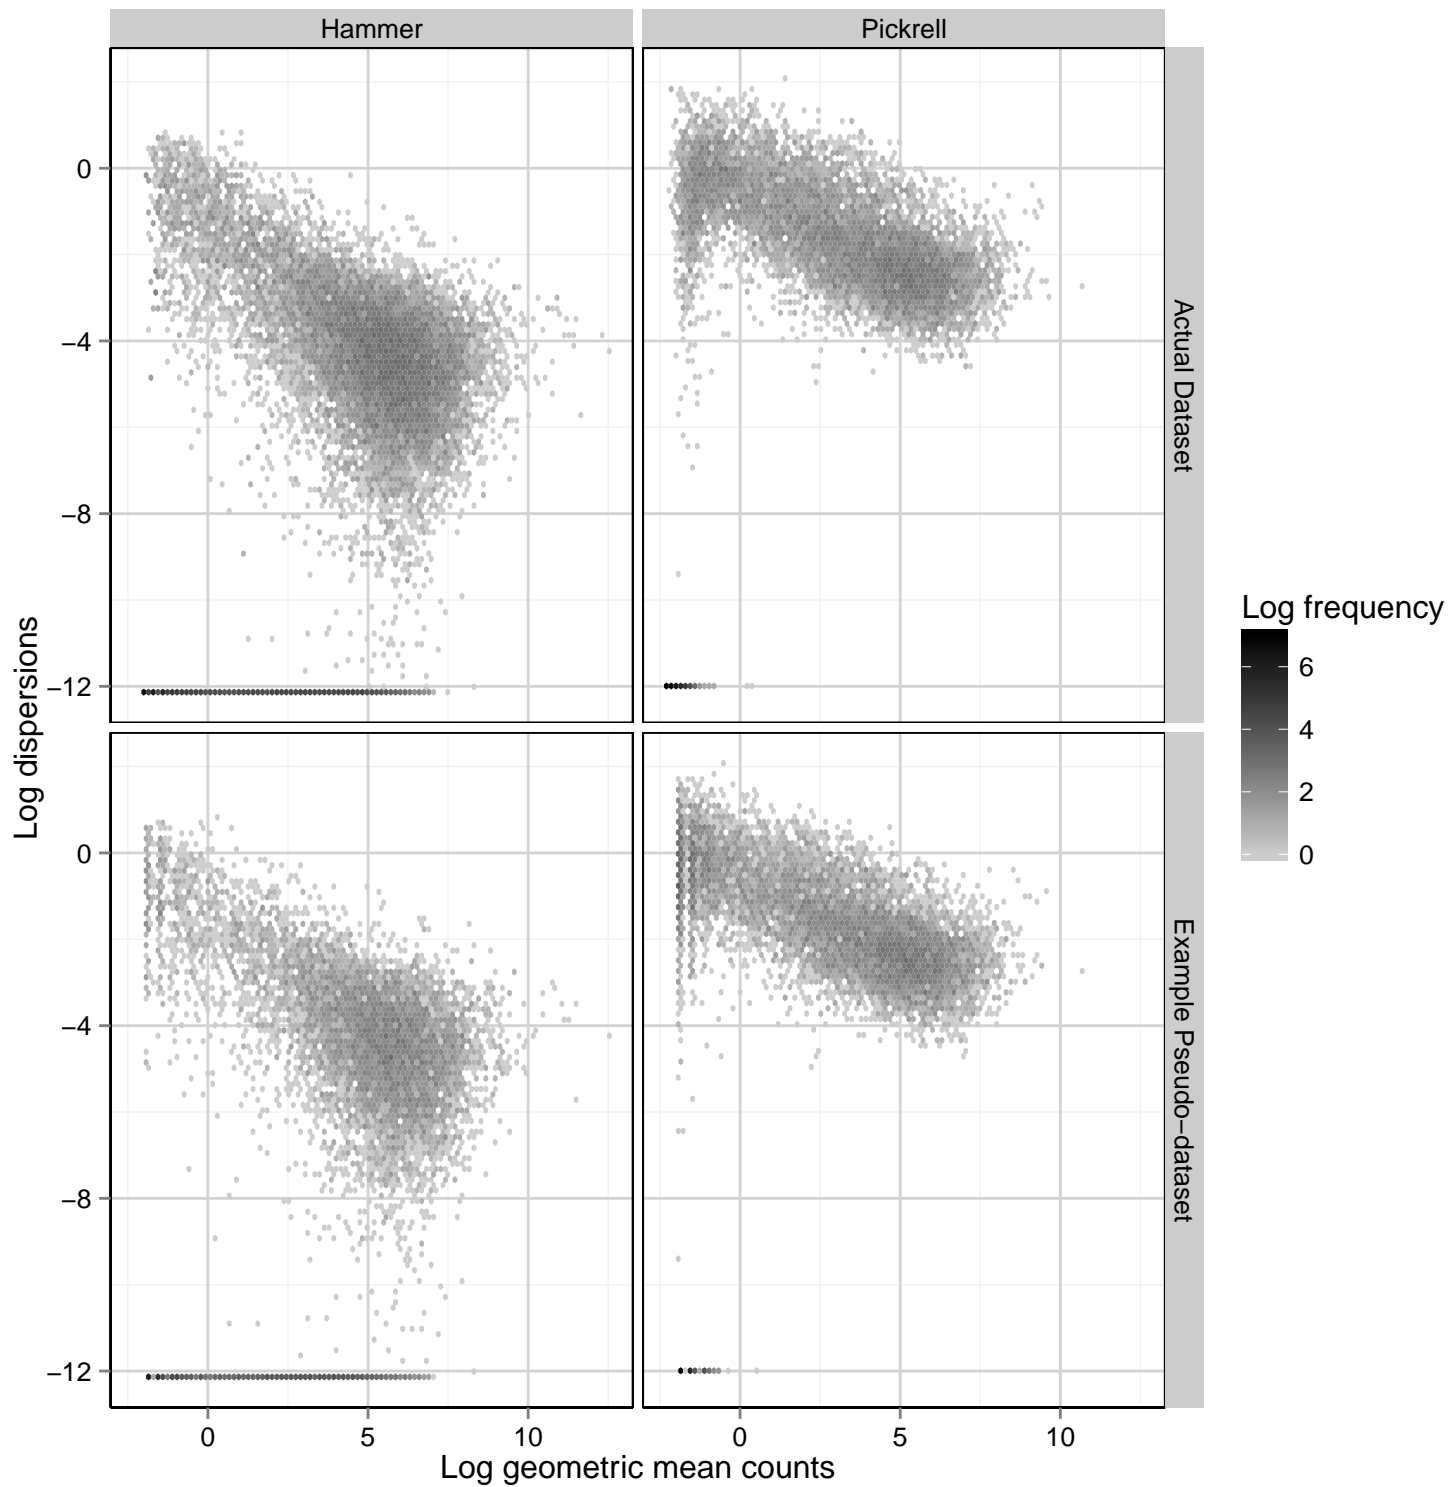 Hammer
Pickrell
0
−4
−8
−12
Actual Dataset
0
−4
−8
−12
Example Pseudo−dataset
0
5
10
0
5
10
Log geometric mean counts
Log dispersions
Log frequency
6
4
2
0